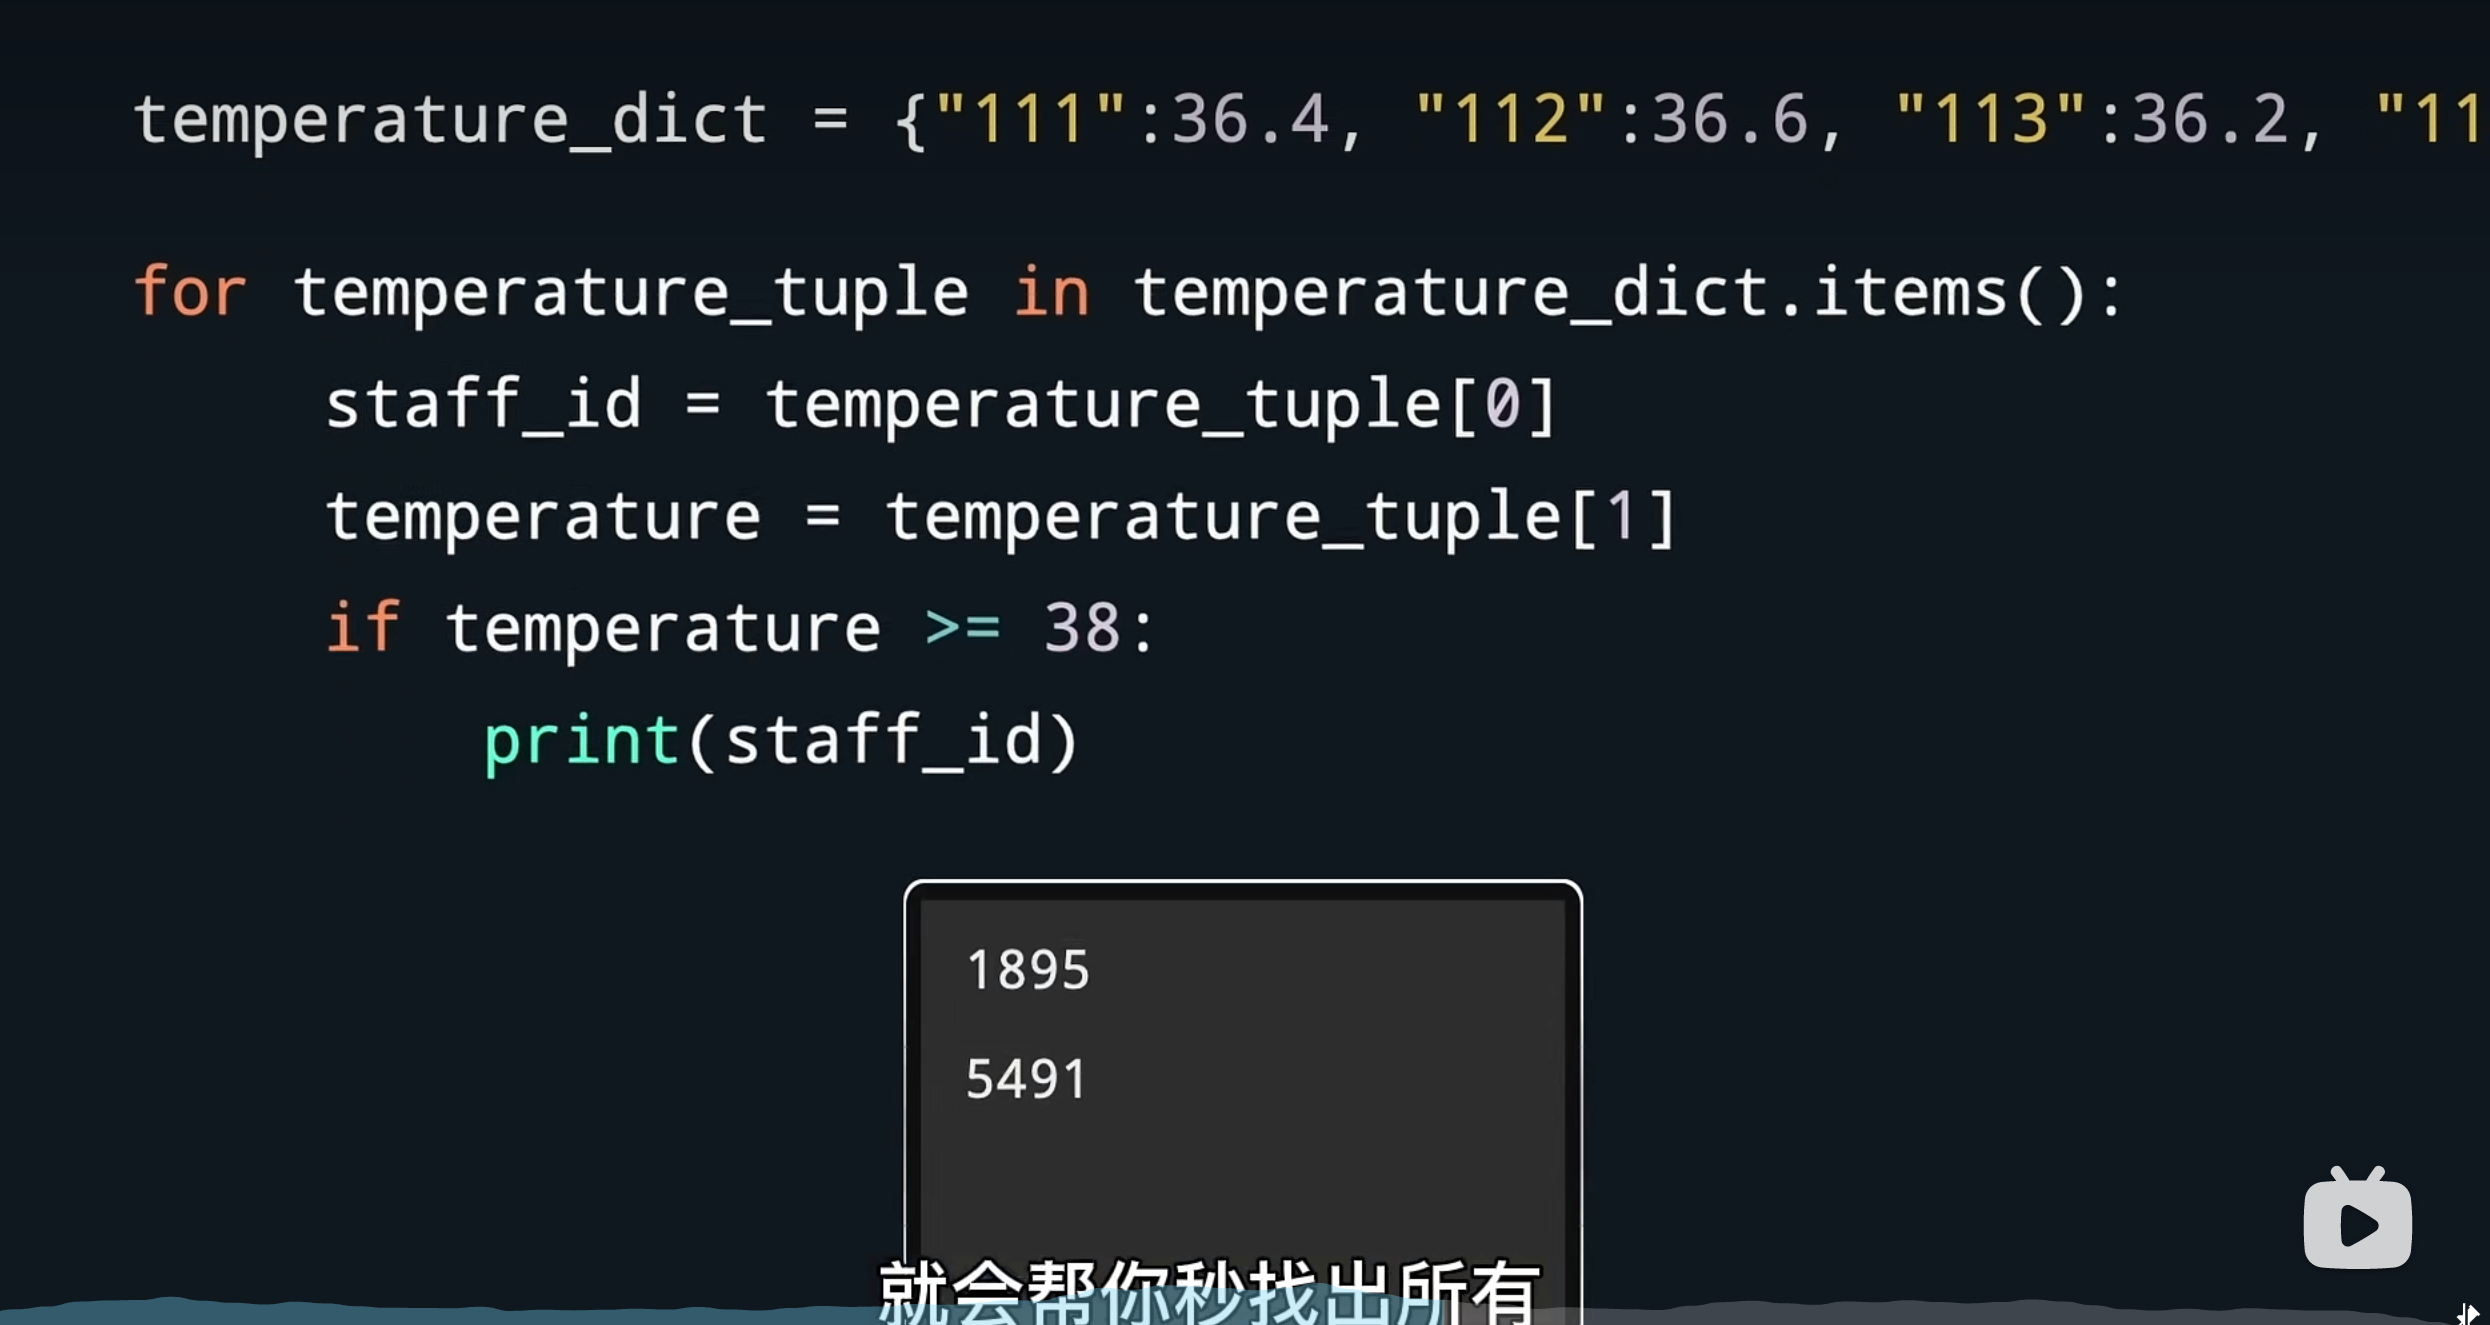 temperature_dict = {"111":36.4, "112":36.6, "113":36.2, "11
for temperature_tuple in temperature_dict.items():
staff_id = temperature_tuple[0]
temperature = temperature_tuple[1]
if temperature >= 38:
print(staff_id)
1895
5491
就会帮你秒找出所有